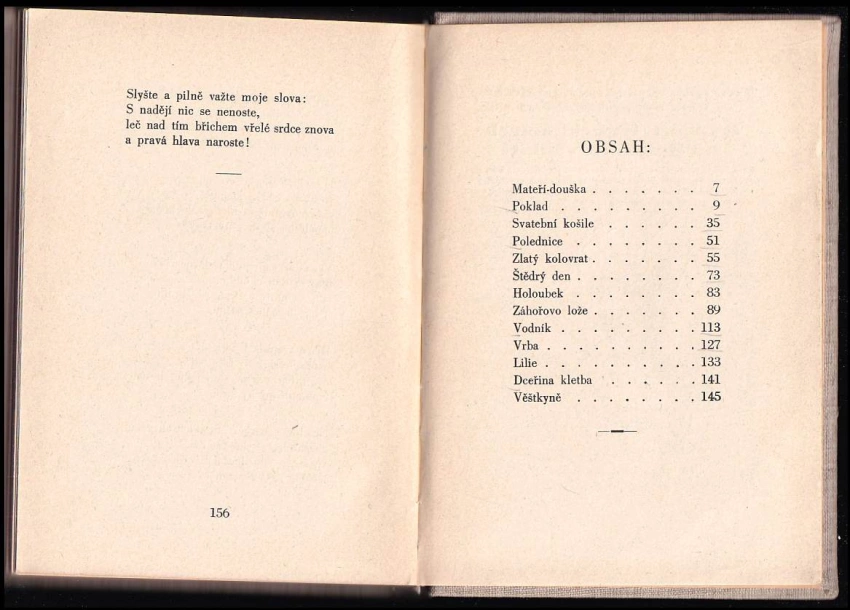 Slyšte a pilně važte moje slova:
S nadějí nic se nenoste,
leč nad tím břichem vřelé srdce znova
a pravá hlava naroste!
156
OBSAH:
Mateří-douška . . . . . . . 7
Poklad . . . . . . . . . 9
Svatební košile . . . . . . 35
Polednice . . . . . . . . 51
Zlatý kolovrat . . . . . . . 55
Štědrý den . . . . . . . . 73
Holoubek . . . . . . . . 83
Záhořovo lože . . . . . . . 89
Vodník . . . . . . . . . 113
Vrba . . . . . . . . . . 127
Lilie . . . . . . . . . . 133
Dceřina kletba . . . . . 141
Věštkyně . . . . . . . . 145